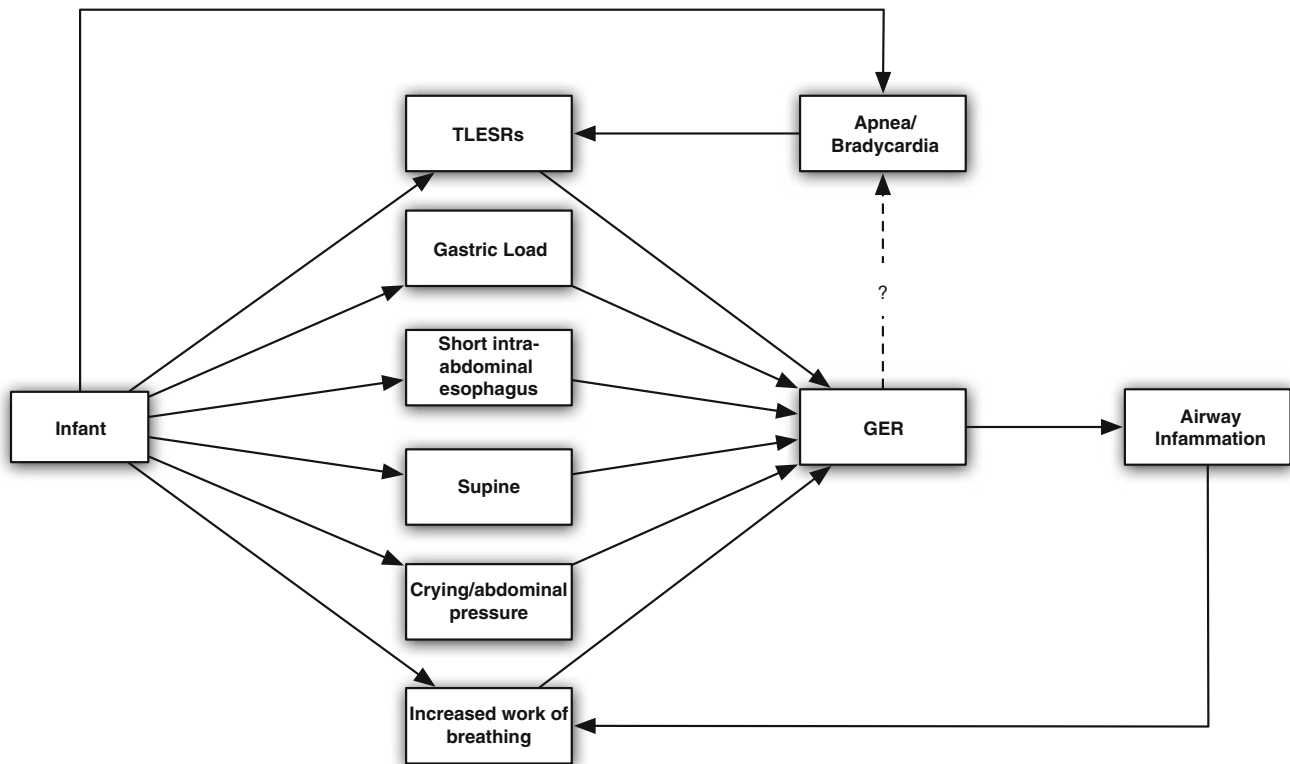 TLESRs
Apnea/
Bradycardia
Gastric Load
?
Short intra-
abdominal
esophagus
Infant
GER
Airway
Infammation
Supine
Crying/abdominal
pressure
Increased work of
breathing